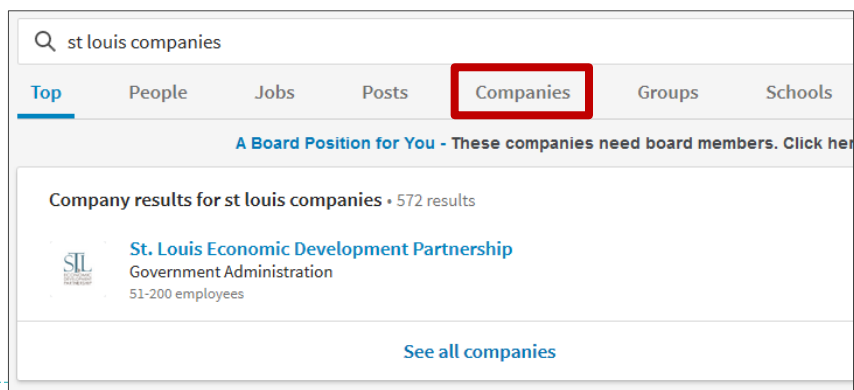 st louis companies
Top People Jobs Posts Companies Groups Schools
A Board Position for You - These companies need board members. Click
Company results for st louis companies • 572 results
St. Louis Economic Development Partnership
STL
Government Administration
51-200 employees
See all companies